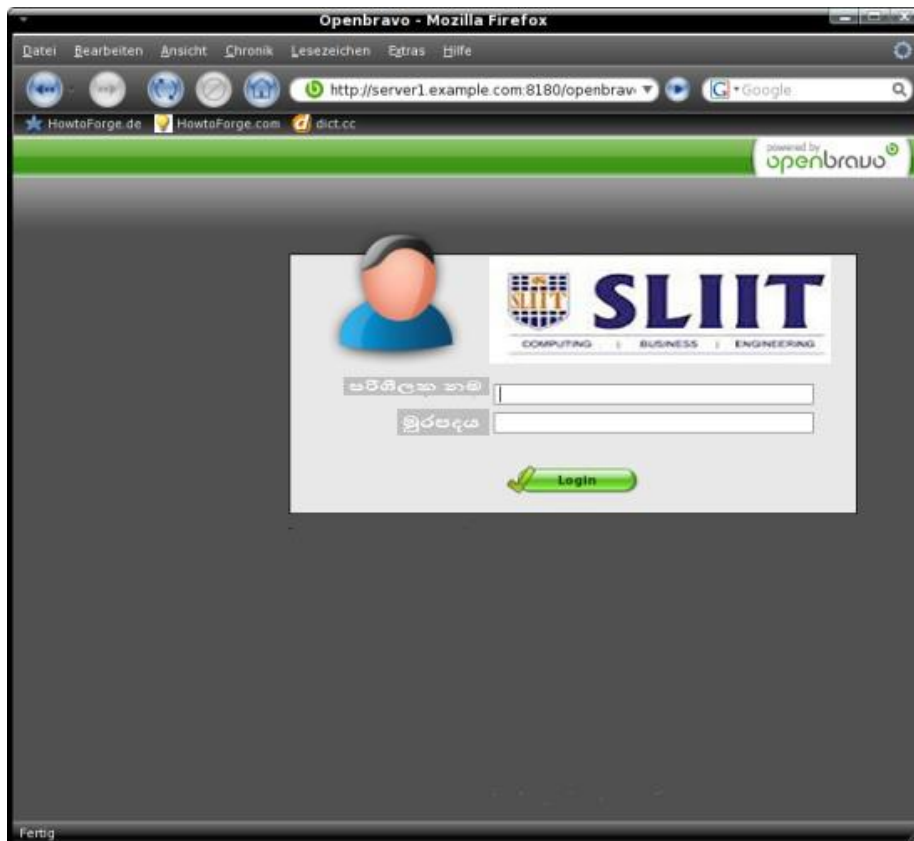 Openbravo - Mozilla Firefox
Datei Bearbeiten Ansicht Chronik Lesezeichen Extras Hilfe
http://server1.example.com:8180/openbrav Google
HowtoForge.de HowtoForge.com dict.cc
powered by
openbravo
SLIIT SLIIT
COMPUTING | BUSINESS | ENGINEERING
පරිශීලක නම
මුරපදය
Login
Fertig